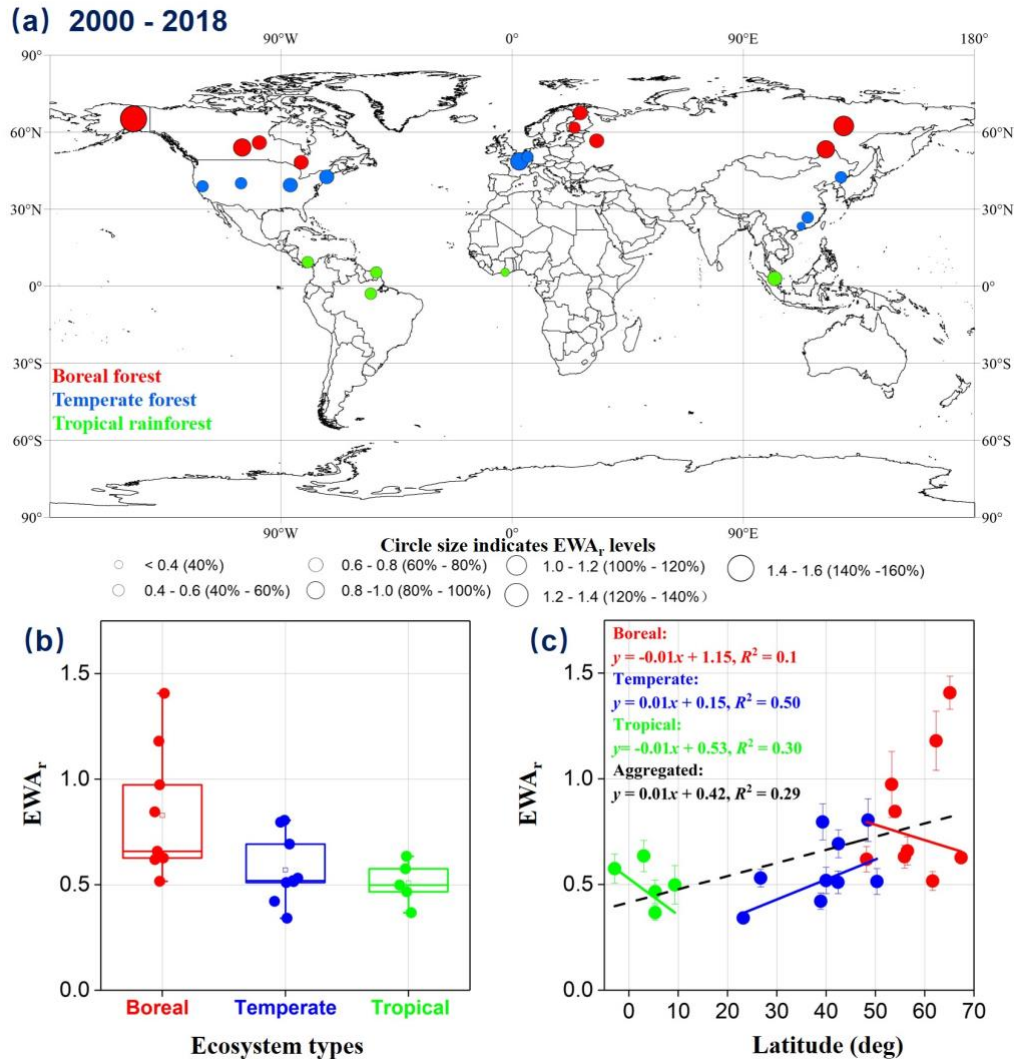 (a) 2000 - 2018
90°W 0° 90°E 180°
90° 90°
60°N 60°N
30°N 30°N
0° 0°
30°S 30°S
Boreal forest
Temperate forest
Tropical rainforest
60°S 60°S
90° 90°
90°W 0° 90°E
Circle size indicates EWAr levels
< 0.4 (40%) 0.6 - 0.8 (60% - 80%) 1.0 - 1.2 (100% - 120%) 1.4 - 1.6 (140% -160%)
0.4 - 0.6 (40% - 60%) 0.8 -1.0 (80% - 100%) 1.2 - 1.4 (120% - 140%)
(b)
1.5
1.0
0.5
0.0
EWAr
Boreal Temperate Tropical
Ecosystem types
(c)
Boreal:
y = -0.01x + 1.15, R² = 0.1
Temperate:
y = 0.01x + 0.15, R² = 0.50
Tropical:
y= -0.01x + 0.53, R² = 0.30
Aggregated:
y = 0.01x + 0.42, R² = 0.29
1.5
1.0
0.5
0.0
EWAr
0 10 20 30 40 50 60 70
Latitude (deg)